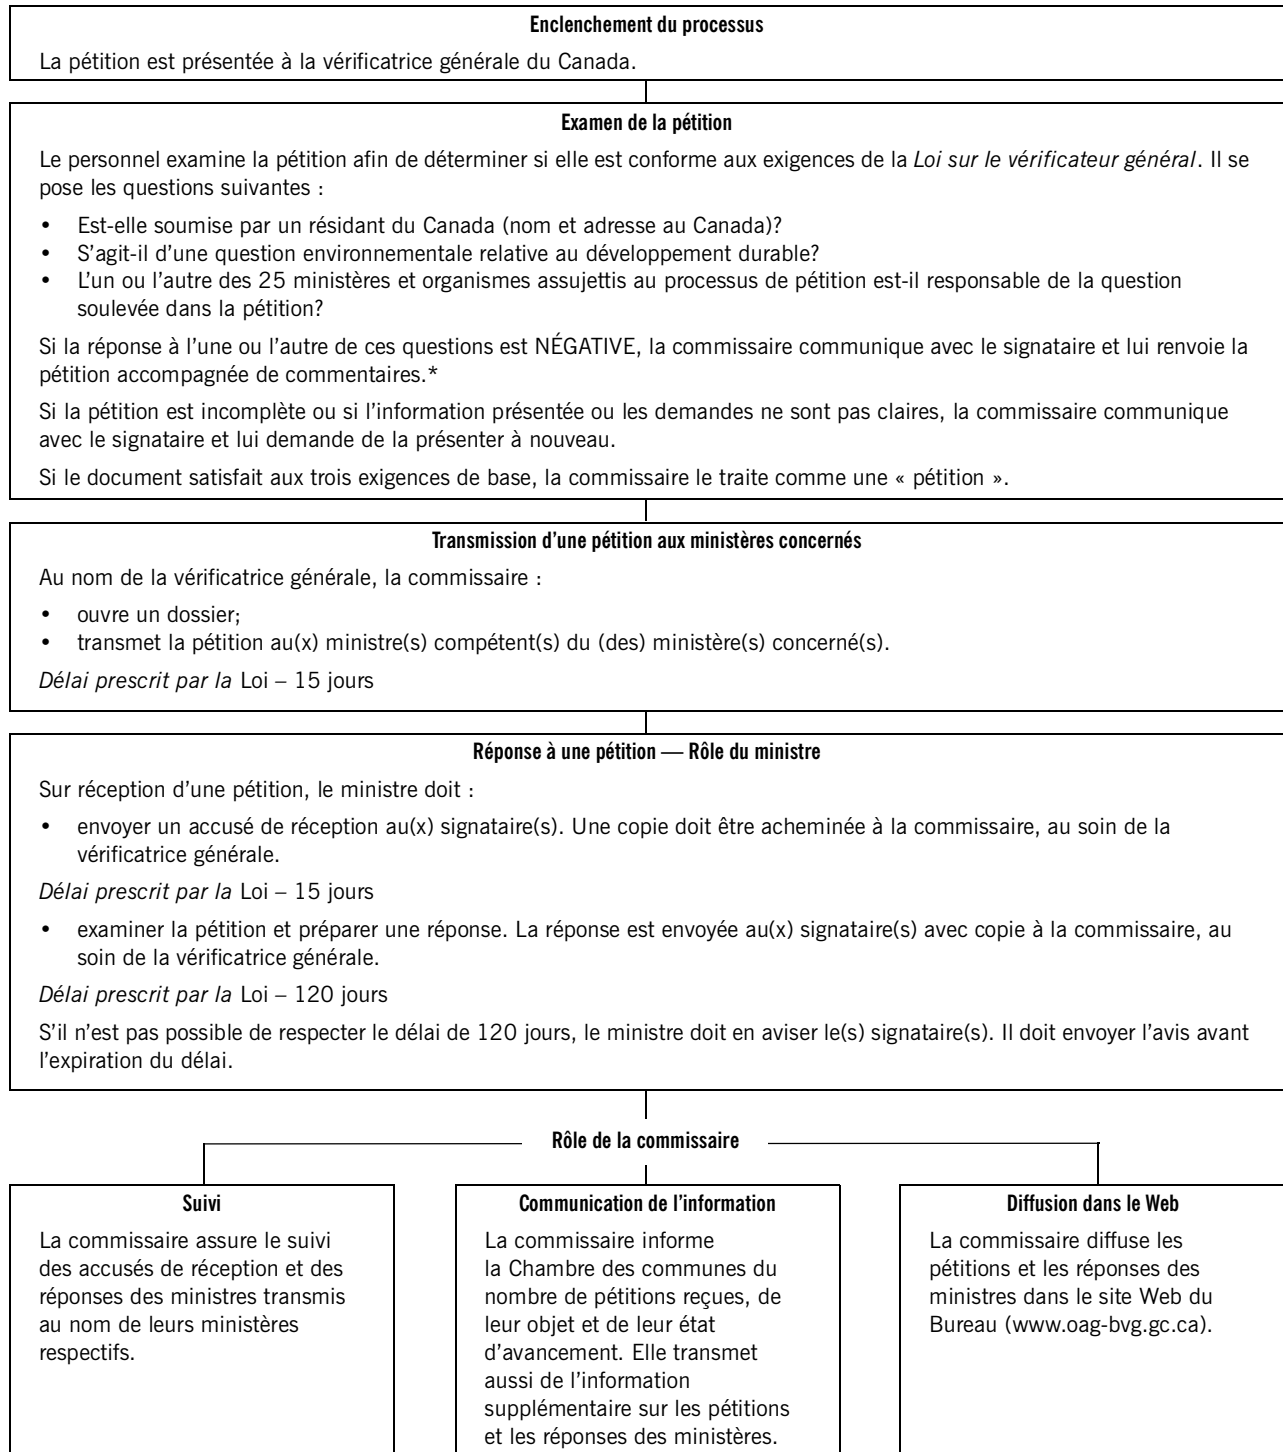 Enclenchement du processus
La pétition est présentée à la vérificatrice générale du Canada.
Examen de la pétition
Le personnel examine la pétition afin de déterminer si elle est conforme aux exigences de la Loi sur le vérificateur général. Il se
pose les questions suivantes :
• Est-elle soumise par un résidant du Canada (nom et adresse au Canada)?
• S'agit-il d'une question environnementale relative au développement durable?
• L'un ou l'autre des 25 ministères et organismes assujettis au processus de pétition est-il responsable de la question
soulevée dans la pétition?
Si la réponse à l'une ou l'autre de ces questions est NÉGATIVE, la commissaire communique avec le signataire et lui renvoie la
pétition accompagnée de commentaires.*
Si la pétition est incomplète ou si l'information présentée ou les demandes ne sont pas claires, la commissaire communique
avec le signataire et lui demande de la présenter à nouveau.
Si le document satisfait aux trois exigences de base, la commissaire le traite comme une « pétition ».
Transmission d'une pétition aux ministères concernés
Au nom de la vérificatrice générale, la commissaire :
• ouvre un dossier;
• transmet la pétition au(x) ministre(s) compétent(s) du (des) ministère(s) concerné(s).
Délai prescrit par la Loi – 15 jours
Réponse à une pétition — Rôle du ministre
Sur réception d'une pétition, le ministre doit :
• envoyer un accusé de réception au(x) signataire(s). Une copie doit être acheminée à la commissaire, au soin de la
vérificatrice générale.
Délai prescrit par la Loi – 15 jours
• examiner la pétition et préparer une réponse. La réponse est envoyée au(x) signataire(s) avec copie à la commissaire, au
soin de la vérificatrice générale.
Délai prescrit par la Loi – 120 jours
S'il n'est pas possible de respecter le délai de 120 jours, le ministre doit en aviser le(s) signataire(s). Il doit envoyer l'avis avant
l'expiration du délai.
Rôle de la commissaire
Suivi
La commissaire assure le suivi
des accusés de réception et des
réponses des ministres transmis
au nom de leurs ministères
respectifs.
Communication de l'information
La commissaire informe
la Chambre des communes du
nombre de pétitions reçues, de
leur objet et de leur état
d'avancement. Elle transmet
aussi de l'information
supplémentaire sur les pétitions
et les réponses des ministères.
Diffusion dans le Web
La commissaire diffuse les
pétitions et les réponses des
ministres dans le site Web du
Bureau (www.oag-bvg.gc.ca).